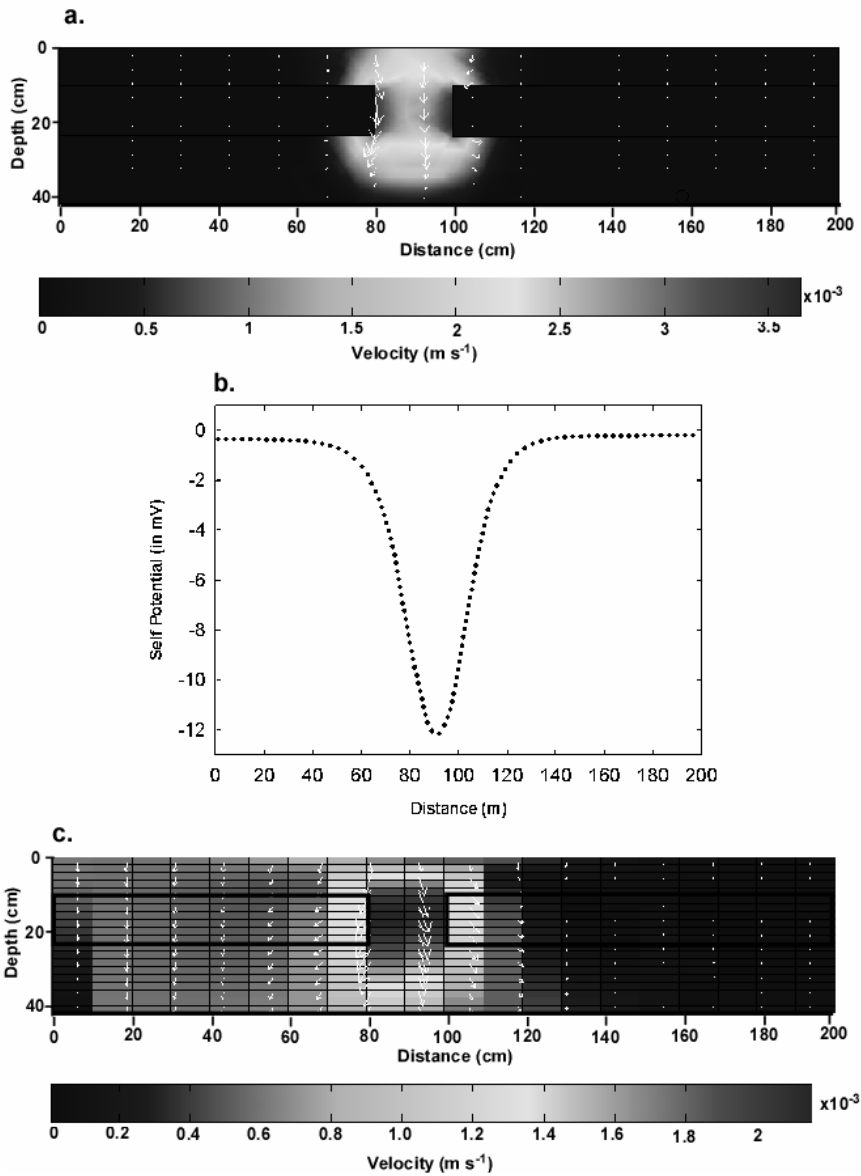 a.
0
20
40
Depth (cm)
0 20 40 60 80 100 120 140 160 180 200
Distance (cm)
0 0.5 1 1.5 2 2.5 3 3.5
x10-3
Velocity (m s-1)
b.
0
-2
-4
-6
-8
-10
-12
Self Potential (in mV)
0 20 40 60 80 100 120 140 160 180 200
Distance (m)
c.
0
20
40
Depth (cm)
0 20 40 60 80 100 120 140 160 180 200
Distance (cm)
0 0.2 0.4 0.6 0.8 1.0 1.2 1.4 1.6 1.8 2
x10-3
Velocity (m s-1)